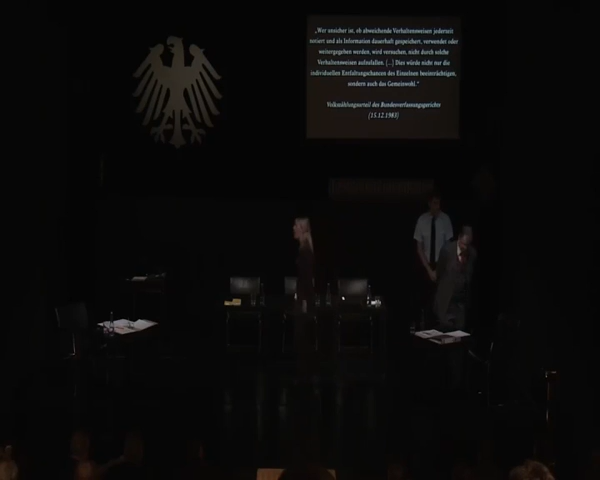 „Wer unsicher ist, ob abweichende Verhaltensweisen jederzeit
notiert und als Information dauerhaft gespeichert, verwendet oder
weitergegeben werden, wird versuchen, nicht durch solche
Verhaltensweisen aufzufallen. (...) Dies würde nicht nur die
individuellen Entfaltungschancen des Einzelnen beeinträchtigen,
sondern auch das Gemeinwohl.“
Volkszählungsurteil des Bundesverfassungsgerichts
(15.12.1983)